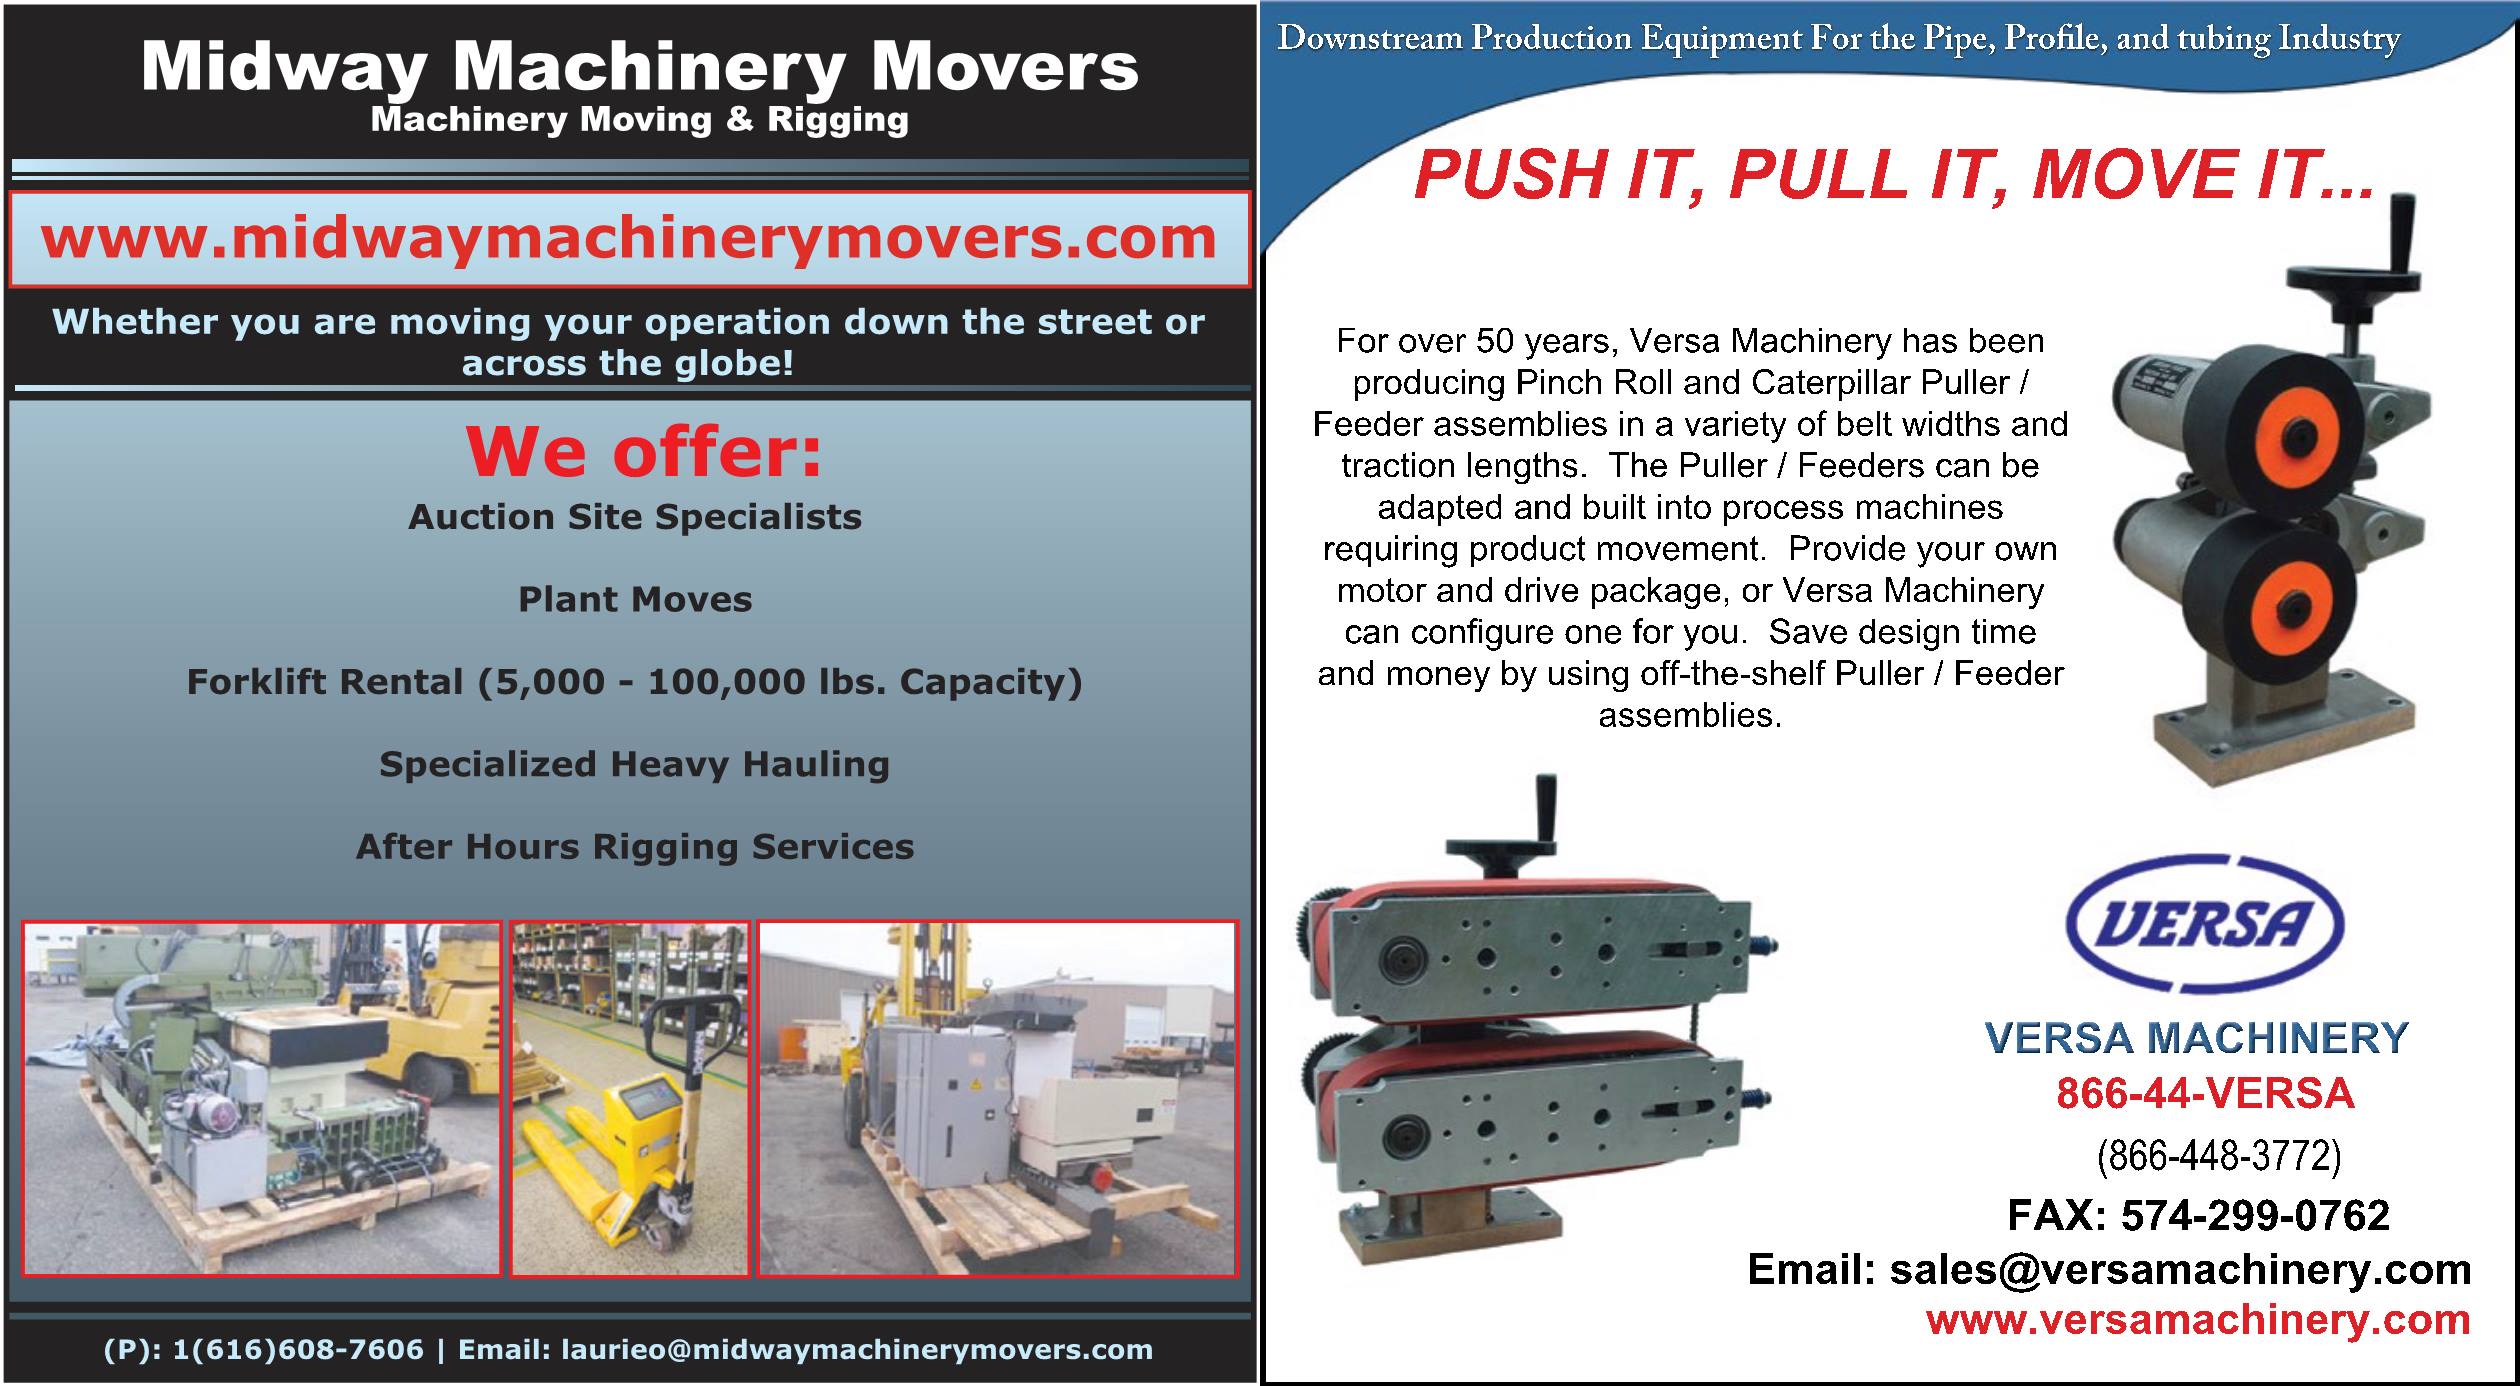 Midway Machinery Movers
Machinery Moving & Rigging
www.midwaymachinerymovers.com
Whether you are moving your operation down the street or
across the globe!
We offer:
Auction Site Specialists
Plant Moves
Forklift Rental (5,000 - 100,000 lbs. Capacity)
Specialized Heavy Hauling
After Hours Rigging Services
(P): 1(616)608-7606 | Email: laurieo@midwaymachinerymovers.com
Downstream Production Equipment For the Pipe, Profile, and tubing Industry
PUSH IT, PULL IT, MOVE IT...
For over 50 years, Versa Machinery has been
producing Pinch Roll and Caterpillar Puller /
Feeder assemblies in a variety of belt widths and
traction lengths.  The Puller / Feeders can be
adapted and built into process machines
requiring product movement.  Provide your own
motor and drive package, or Versa Machinery
can configure one for you.  Save design time
and money by using off-the-shelf Puller / Feeder
assemblies.
VERSA
VERSA MACHINERY
866-44-VERSA
(866-448-3772)
FAX: 574-299-0762
Email: sales@versamachinery.com
www.versamachinery.com